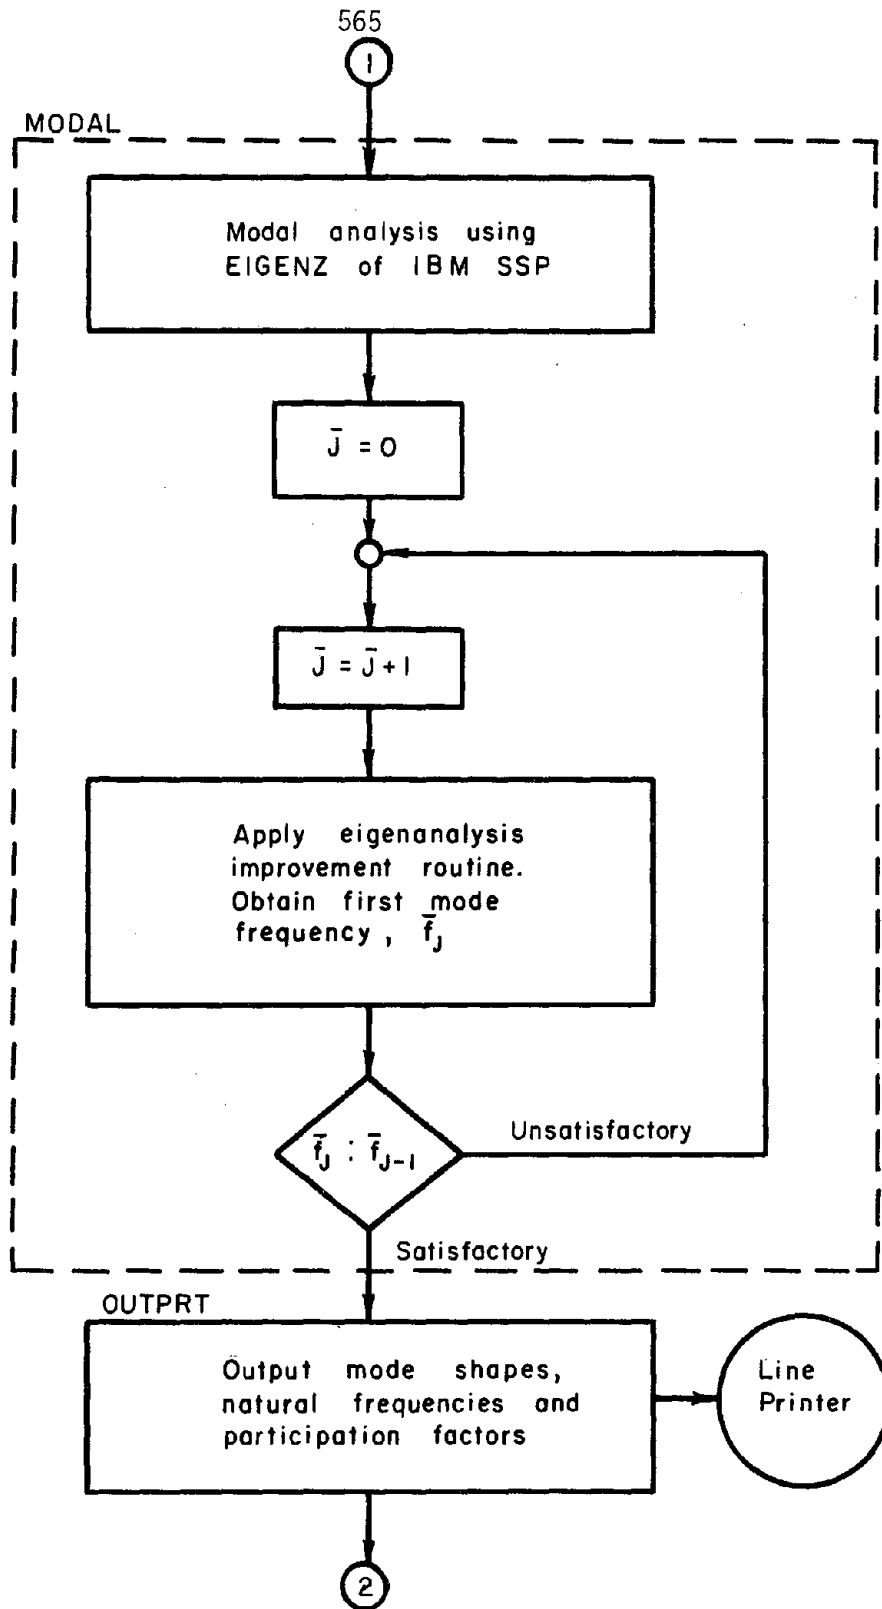 565
1
MODAL
Modal analysis using
EIGENZ of IBM SSP
J̄ = 0
J̄ = J̄ + 1
Apply eigenanalysis
improvement routine.
Obtain first mode
frequency, f̄J
f̄J : f̄J-1
Unsatisfactory
Satisfactory
OUTPRT
Output mode shapes,
natural frequencies and
participation factors
Line
Printer
2